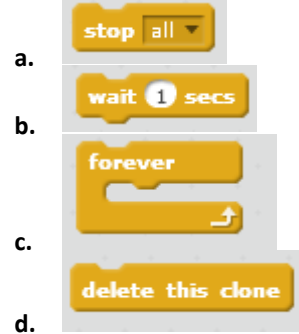 stop all
a.
wait 1 secs
b.
forever
c.
delete this clone
d.